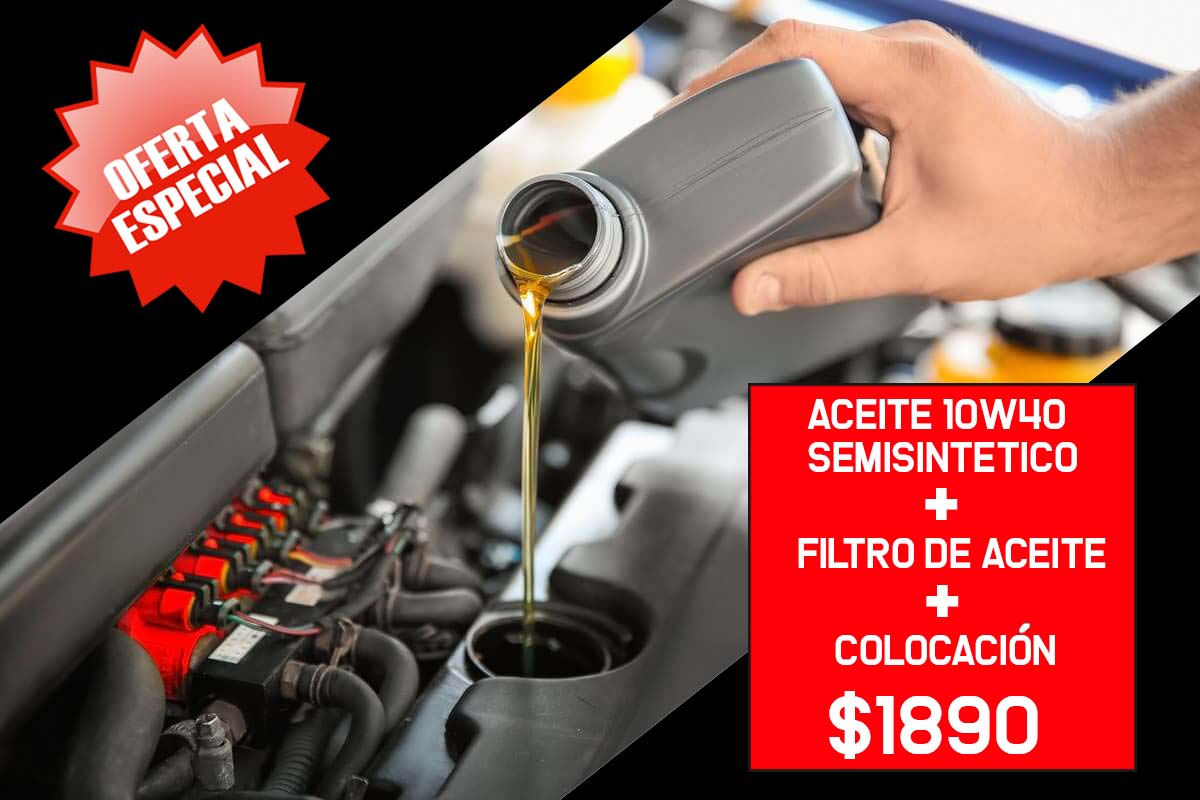 OFERTA
ESPECIAL
ACEITE 10W40
SEMISINTETICO
+
FILTRO DE ACEITE
+
COLOCACIÓN
$1890